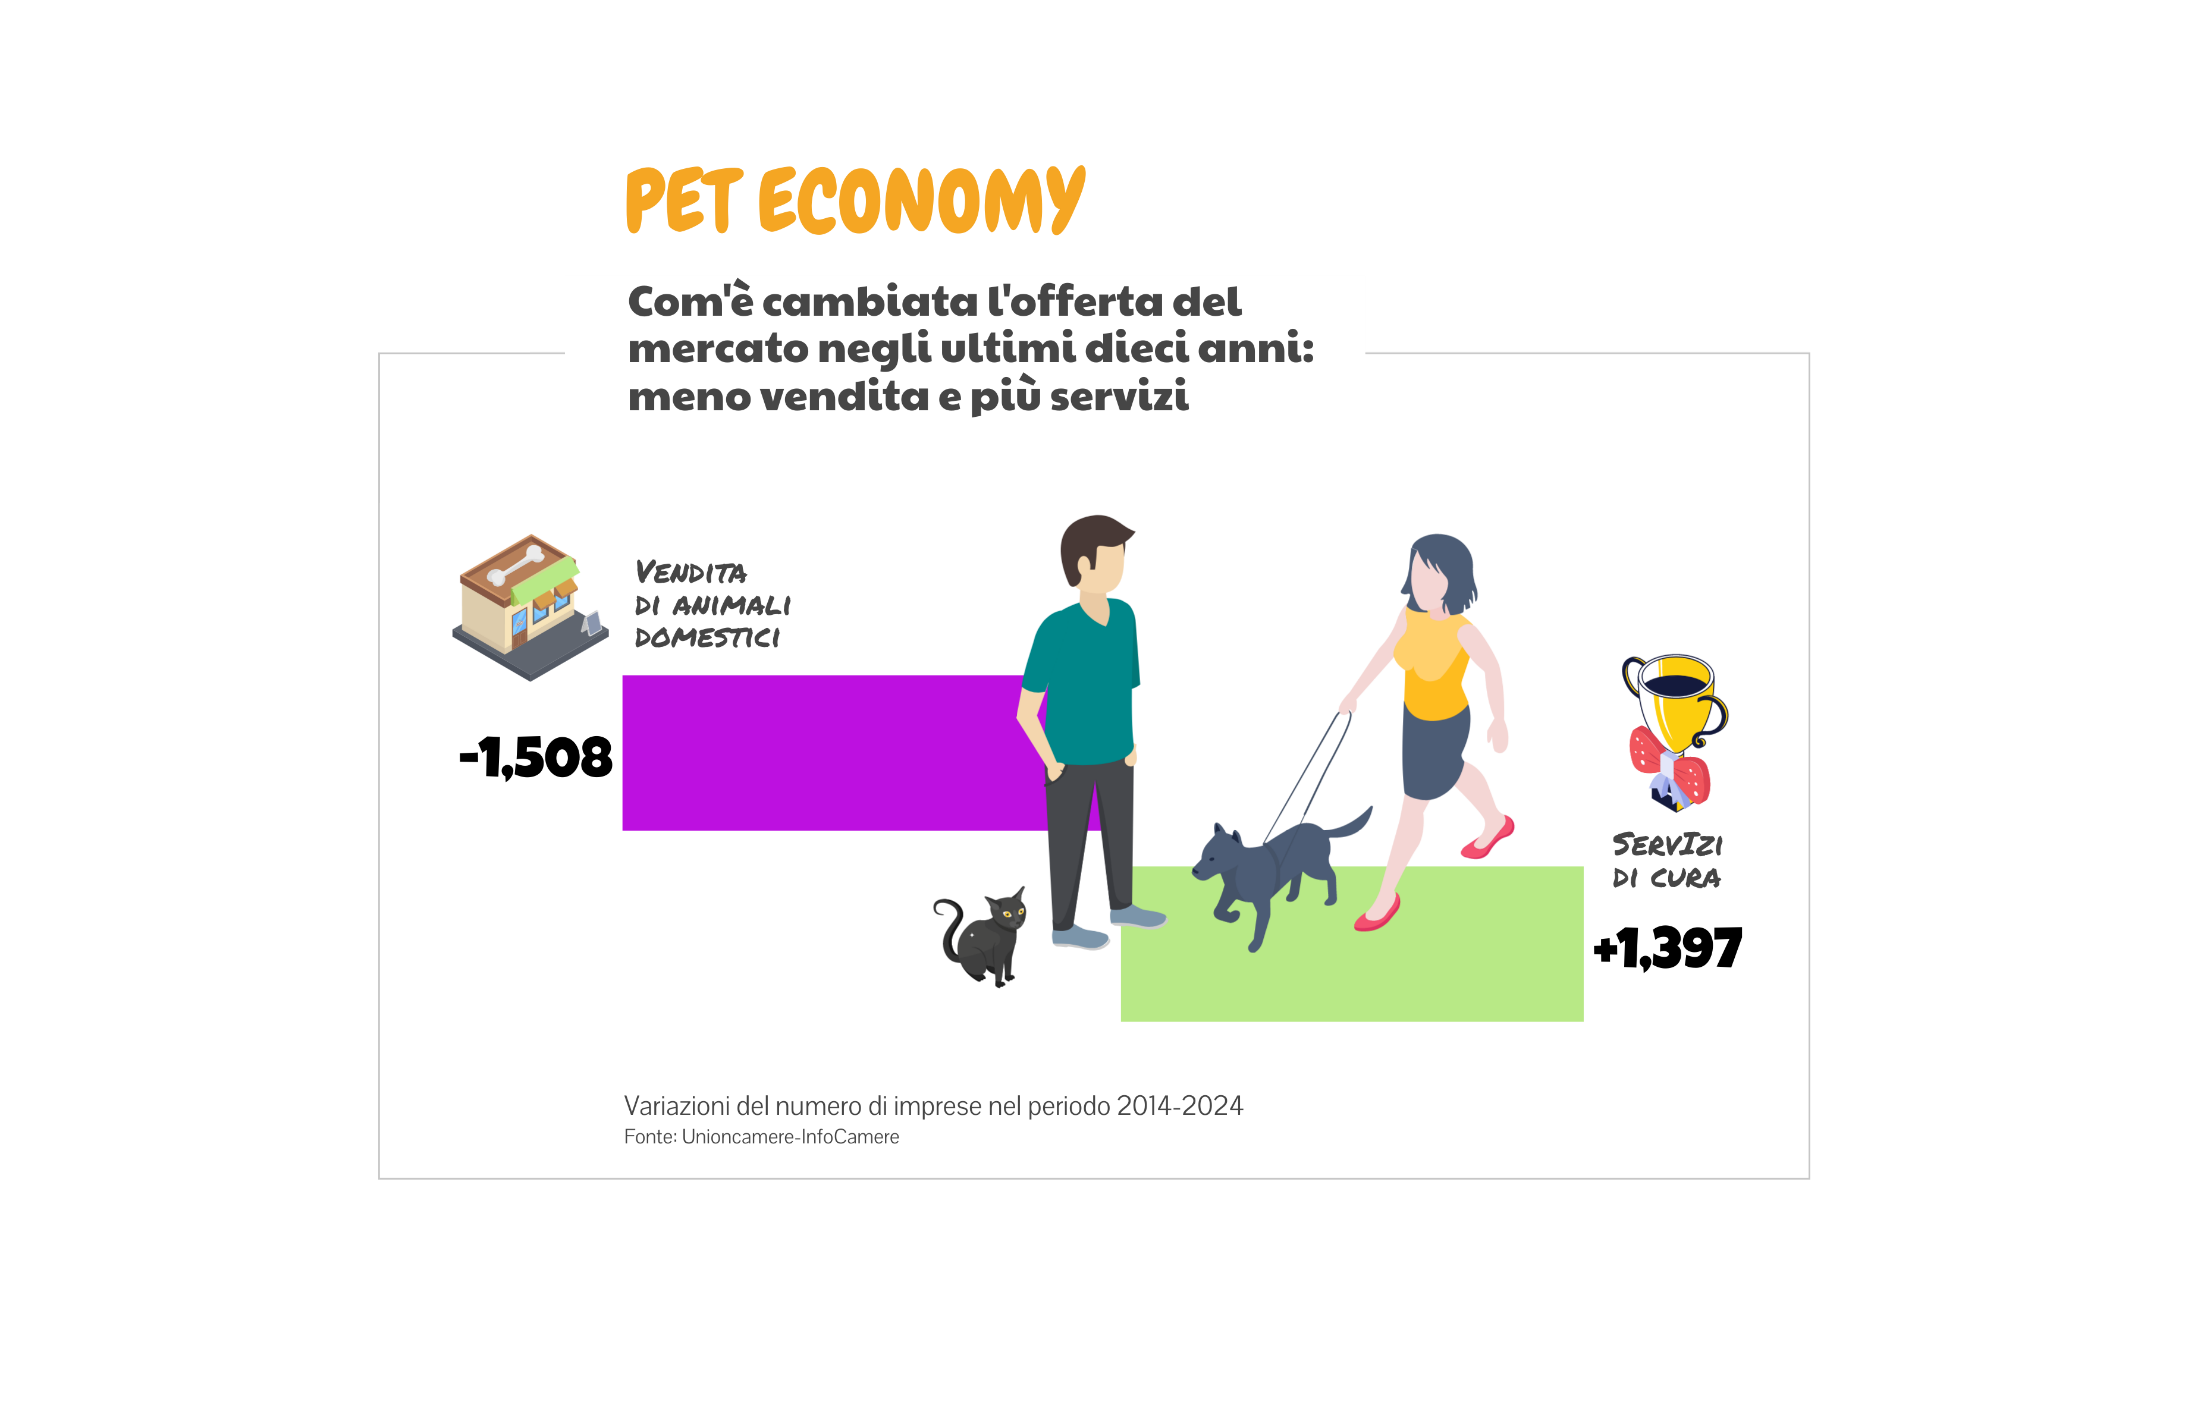 PET ECONOMY
Com'è cambiata l'offerta del
mercato negli ultimi dieci anni:
meno vendita e più servizi
VENDITA
DI ANIMALI
DOMESTICI
-1,508
SERVIZI
DI CURA
+1,397
Variazioni del numero di imprese nel periodo 2014-2024
Fonte: Unioncamere-InfoCamere